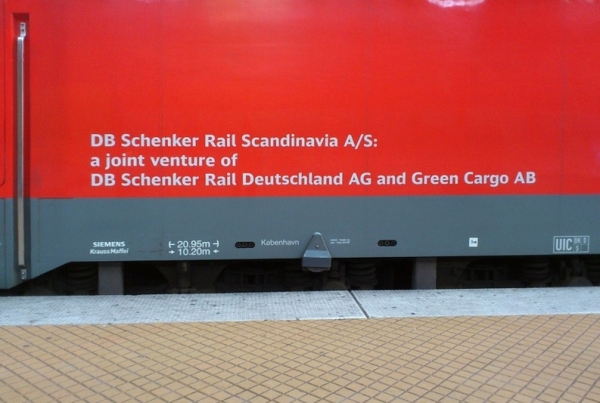 DB Schenker Rail Scandinavia A/S:
a joint venture of
DB Schenker Rail Deutschland AG and Green Cargo AB
SIEMENS
Krauss Maffei
20.95m
10.20m
København
UIC